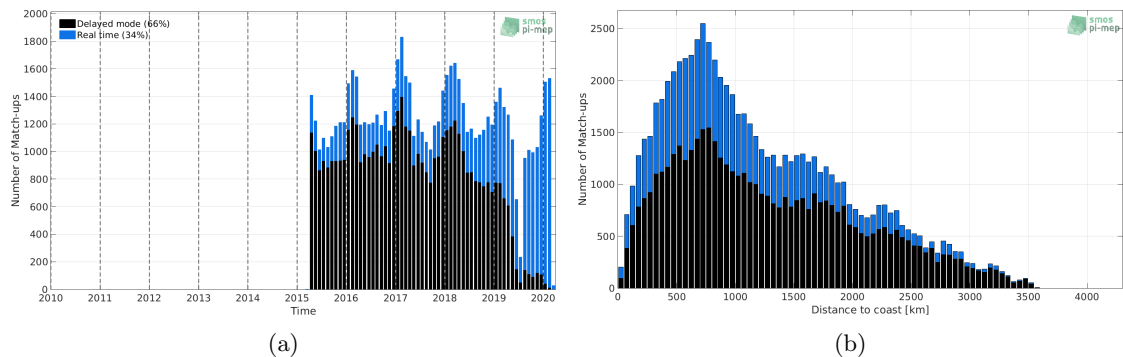 Delayed mode (66%)
Real time (34%)
smos
pi-mep
Number of Match-ups
2000
1800
1600
1400
1200
1000
800
600
400
200
0
2010 2011 2012 2013 2014 2015 2016 2017 2018 2019 2020
Time
(a)
smos
pi-mep
Number of Match-ups
2500
2000
1500
1000
500
0
0 500 1000 1500 2000 2500 3000 3500 4000
Distance to coast [km]
(b)